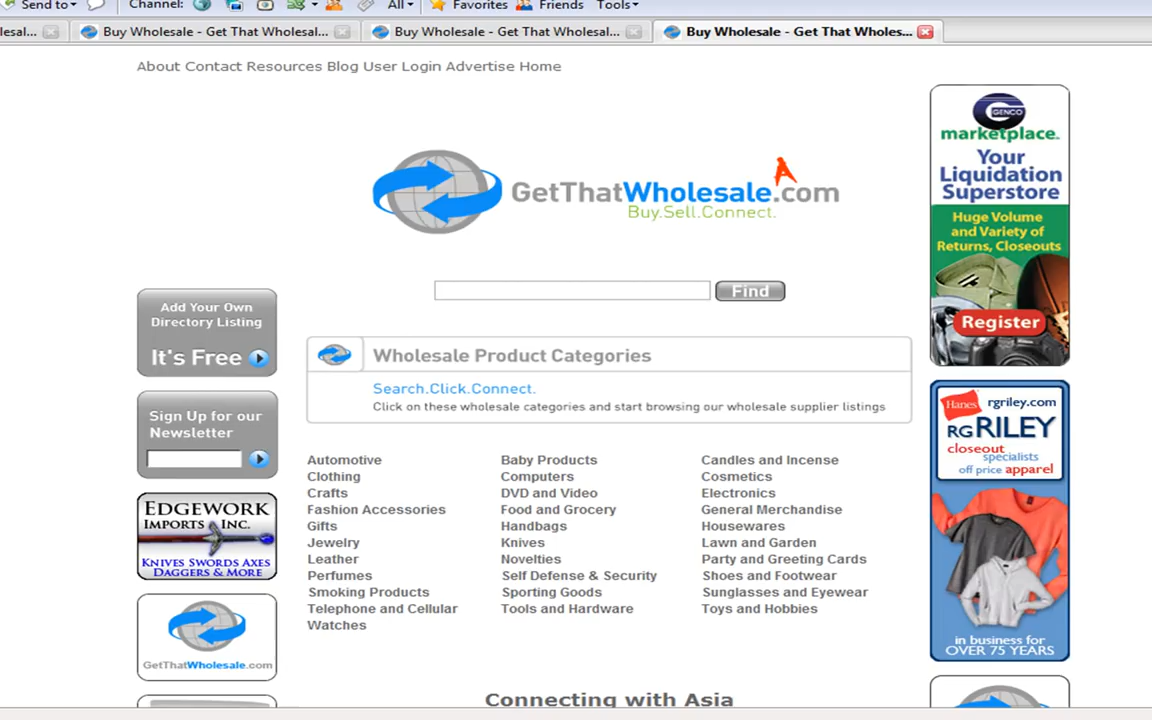 Send to Channel: All Favorites Friends Tools
lesal... Buy Wholesale - Get That Wholesal... Buy Wholesale - Get That Wholesal... Buy Wholesale - Get That Wholes...
About Contact Resources Blog User Login Advertise Home
GetThatWholesale.com
Buy.Sell.Connect.
Find
Add Your Own
Directory Listing
It's Free
Sign Up for our
Newsletter
EDGEWORK
IMPORTS INC.
KNIVES SWORDS AXES
DAGGERS & MORE
GetThatWholesale.com
Wholesale Product Categories
Search.Click.Connect.
Click on these wholesale categories and start browsing our wholesale supplier listings
Automotive Baby Products Candles and Incense
Clothing Computers Cosmetics
Crafts DVD and Video Electronics
Fashion Accessories Food and Grocery General Merchandise
Gifts Handbags Housewares
Jewelry Knives Lawn and Garden
Leather Novelties Party and Greeting Cards
Perfumes Self Defense & Security Shoes and Footwear
Smoking Products Sporting Goods Sunglasses and Eyewear
Telephone and Cellular Tools and Hardware Toys and Hobbies
Watches
Connecting with Asia
GENCO
marketplace.
Your
Liquidation
Superstore
Huge Volume
and Variety of
Returns, Closeouts
Register
Hanes rgriley.com
RG RILEY
closeout
specialists
off price apparel
in business for
OVER 75 YEARS